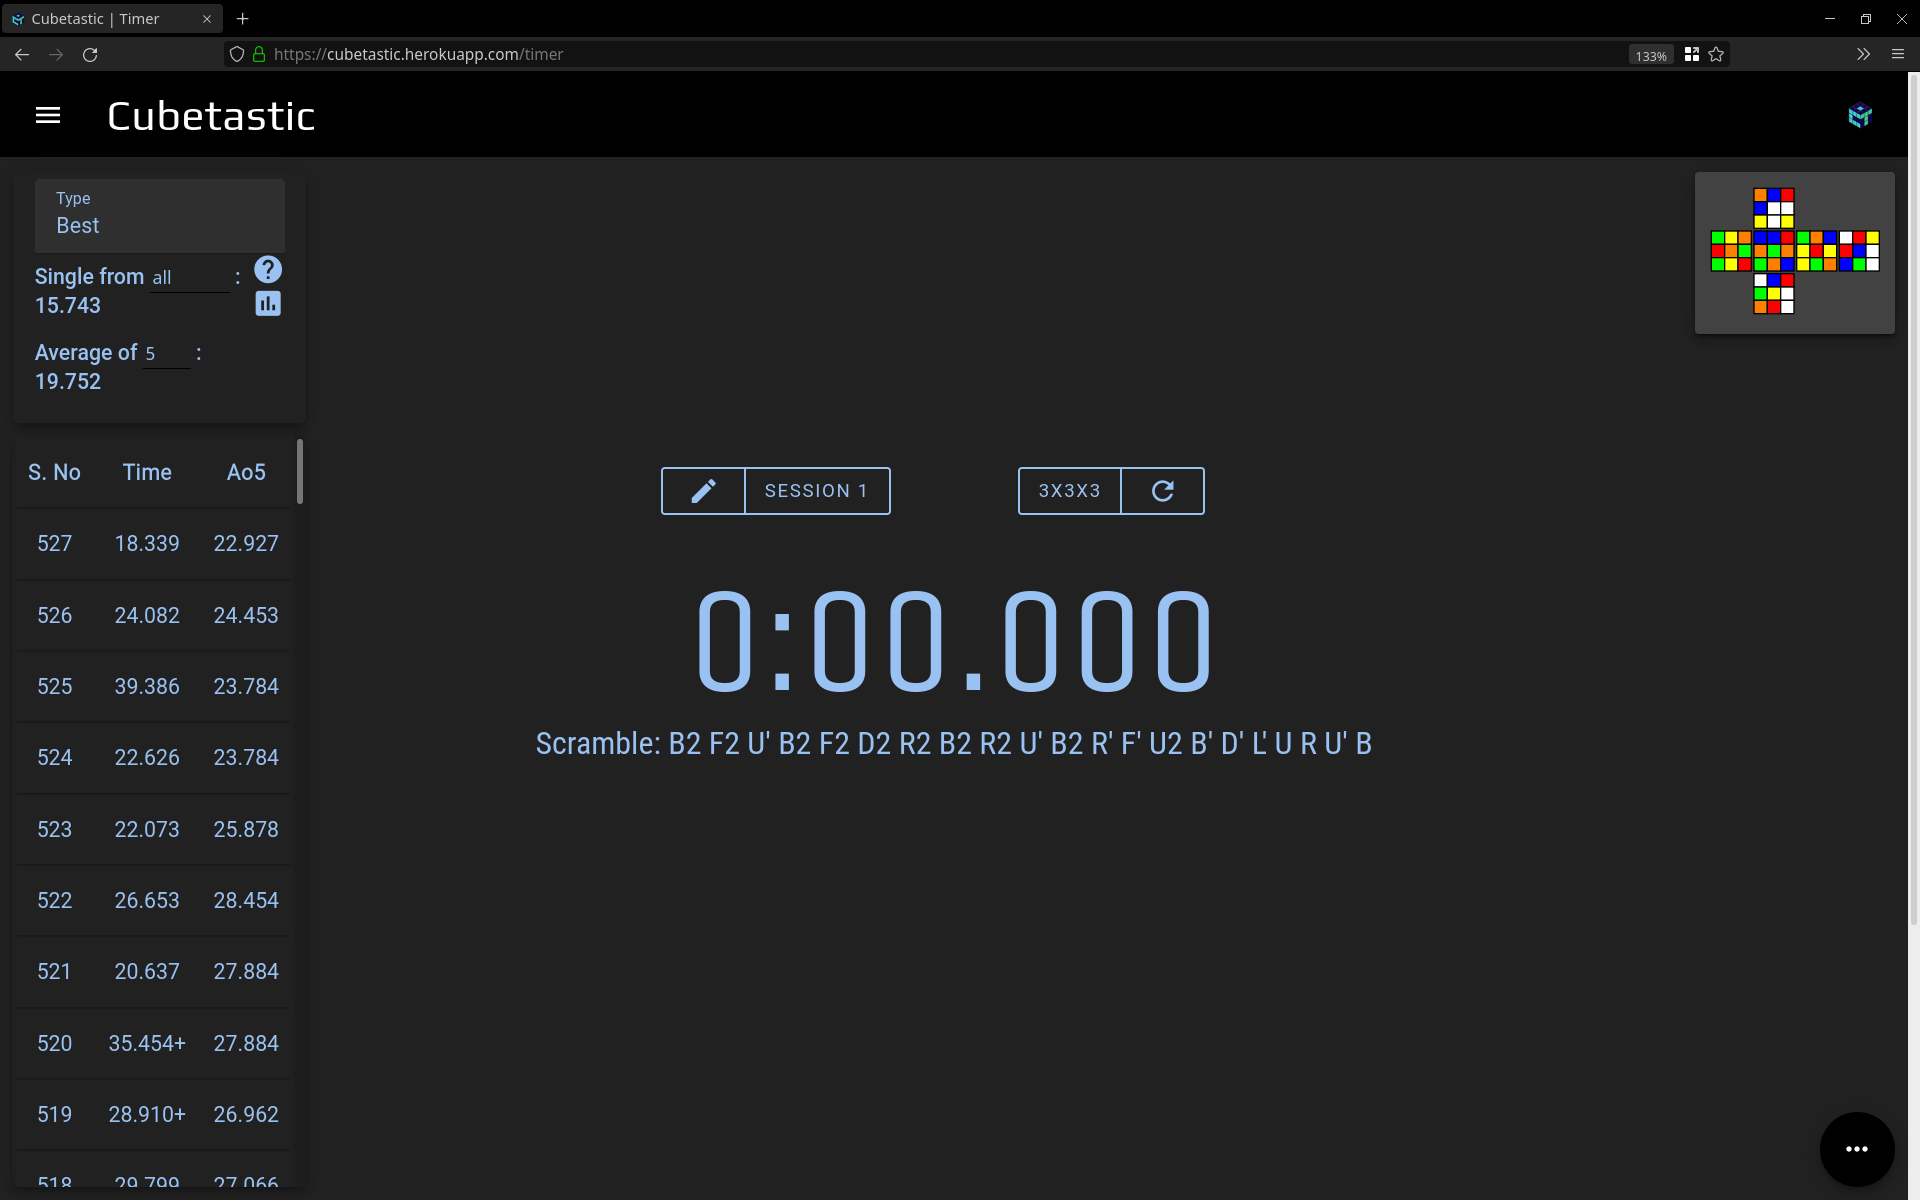 Cubetastic | Timer
https://cubetastic.herokuapp.com/timer
133%
Cubetastic
Type
Best
Single from all :
15.743
Average of 5 :
19.752
S. No Time Ao5
527 18.339 22.927
526 24.082 24.453
525 39.386 23.784
524 22.626 23.784
523 22.073 25.878
522 26.653 28.454
521 20.637 27.884
520 35.454+ 27.884
519 28.910+ 26.962
518 29.799 27.066
SESSION 1
3X3X3
0:00.000
Scramble: B2 F2 U' B2 F2 D2 R2 B2 R2 U' B2 R' F' U2 B' D' L' U R U' B